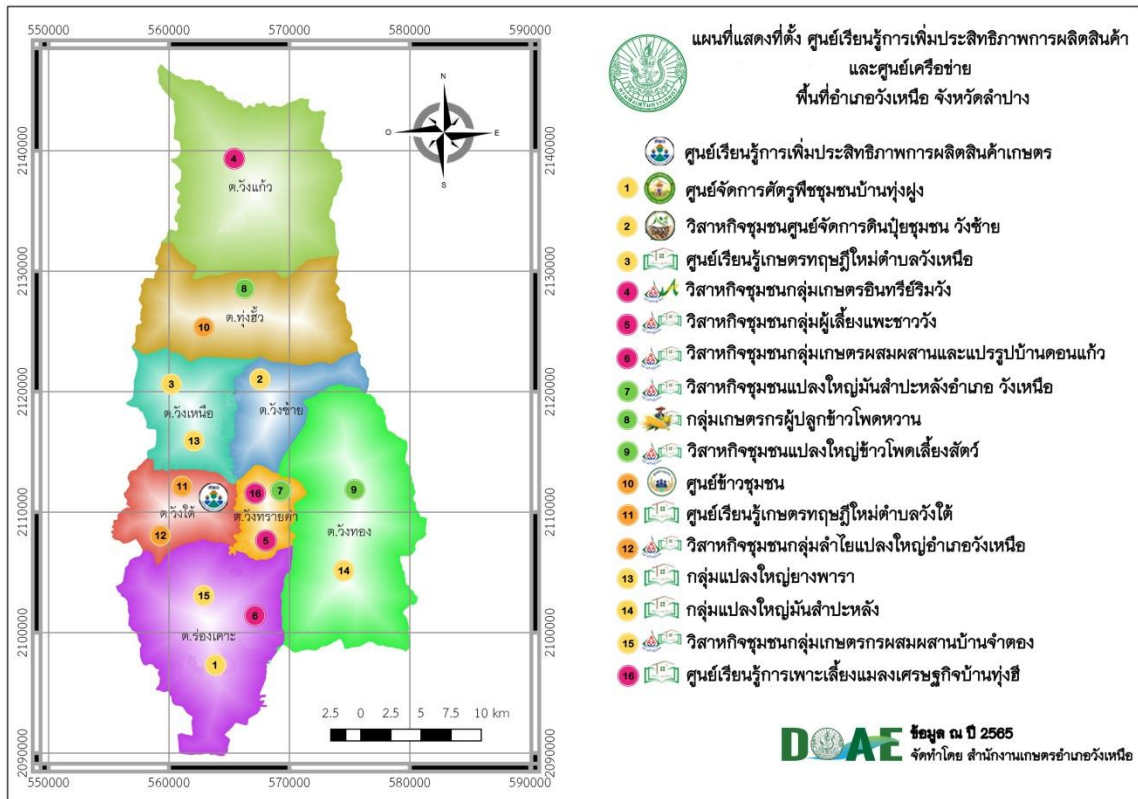 แผนที่แสดงที่ตั้ง ศูนย์เรียนรู้การเพิ่มประสิทธิภาพการผลิตสินค้า
และศูนย์เครือข่าย
พื้นที่อำเภอวังเหนือ จังหวัดลำปาง
ศูนย์เรียนรู้การเพิ่มประสิทธิภาพการผลิตสินค้าเกษตร
1 ศูนย์จัดการศัตรูพืชชุมชนบ้านทุ่งฝูง
2 วิสาหกิจชุมชนศูนย์จัดการดินปุ๋ยชุมชน วังซ้าย
3 ศูนย์เรียนรู้เกษตรทฤษฎีใหม่ตำบลวังเหนือ
4 วิสาหกิจชุมชนกลุ่มเกษตรอินทรีย์ริมวัง
5 วิสาหกิจชุมชนกลุ่มผู้เลี้ยงแพะชาววัง
6 วิสาหกิจชุมชนกลุ่มเกษตรผสมผสานและแปรรูปบ้านดอนแก้ว
7 วิสาหกิจชุมชนแปลงใหญ่มันสำปะหลังอำเภอ วังเหนือ
8 กลุ่มเกษตรกรผู้ปลูกข้าวโพดหวาน
9 วิสาหกิจชุมชนแปลงใหญ่ข้าวโพดเลี้ยงสัตว์
10 ศูนย์ข้าวชุมชน
11 ศูนย์เรียนรู้เกษตรทฤษฎีใหม่ตำบลวังใต้
12 วิสาหกิจชุมชนกลุ่มลำไยแปลงใหญ่อำเภอวังเหนือ
13 กลุ่มแปลงใหญ่ยางพารา
14 กลุ่มแปลงใหญ่มันสำปะหลัง
15 วิสาหกิจชุมชนกลุ่มเกษตรกรผสมผสานบ้านจำตอง
16 ศูนย์เรียนรู้การเพาะเลี้ยงแมลงเศรษฐกิจบ้านทุ่งฮี
DOAE ข้อมูล ณ ปี 2565
จัดทำโดย สำนักงานเกษตรอำเภอวังเหนือ
550000 560000 570000 580000 590000
N
O E
S
2140000 2140000
4
ต.วังแก้ว
2130000 2130000
8
ต.ทุ่งฮั้ว
10
2120000 2120000
3 2
ต.วังเหนือ ต.วังซ้าย
13
11 16 7 9
2110000 2110000
ต.วังใต้ ต.วังทรายคำ ต.วังทอง
12 5
14
15
6
2100000 2100000
ต.ร่องเคาะ
1
2.5 0 2.5 5 7.5 10 km
2090000 2090000
550000 560000 570000 580000 590000